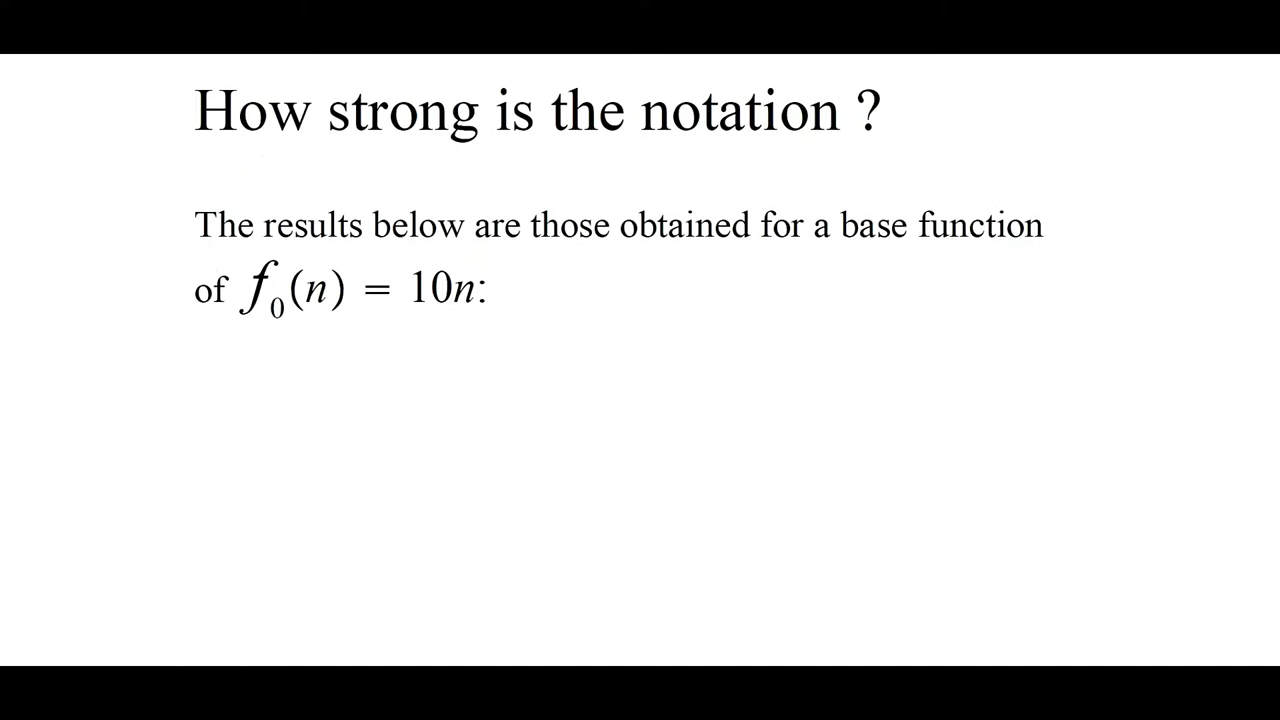 How strong is the notation ?
The results below are those obtained for a base function
of f₀(n) = 10n: